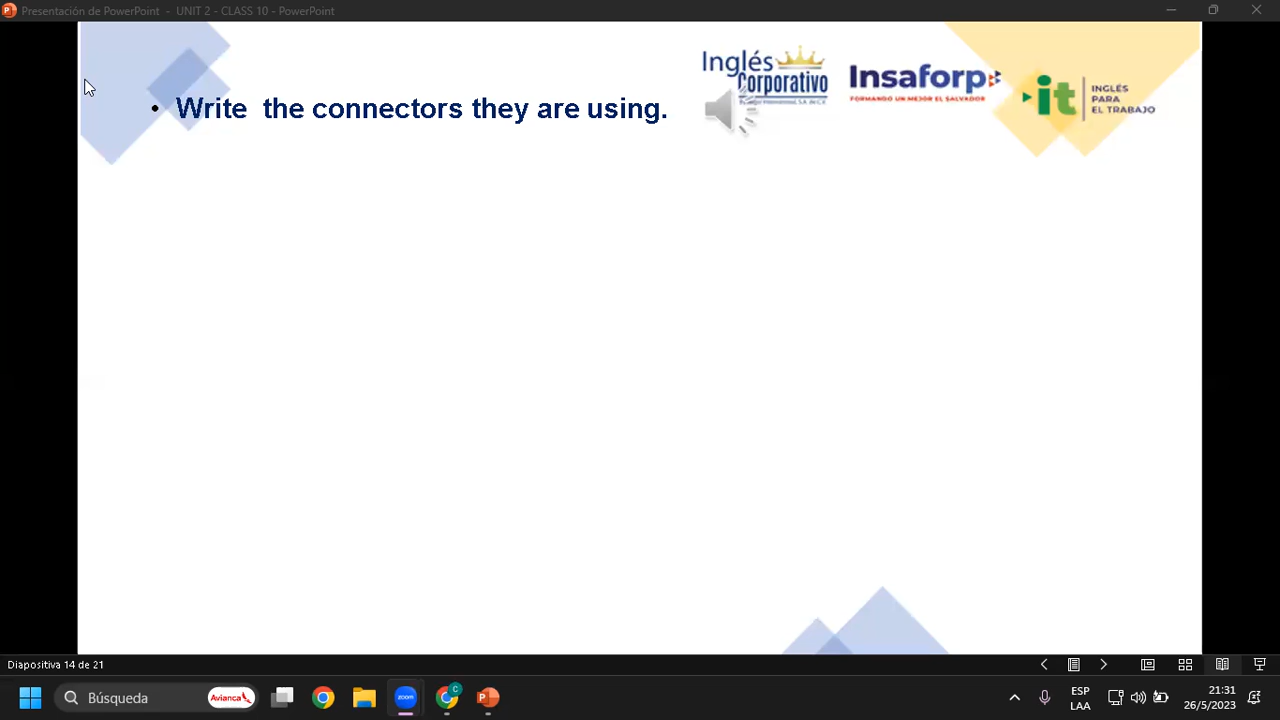 Presentación de PowerPoint - UNIT 2 - CLASS 10 - PowerPoint
Inglés
Corporativo
Insaforp
FORMANDO UN MEJOR EL SALVADOR
it
INGLÉS
PARA
EL TRABAJO
• Write the connectors they are using.
Diapositiva 14 de 21
Búsqueda
Avianca
zoom
C
ESP
LAA
21:31
26/5/2023